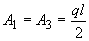 A₁ = A₃ = ql/2